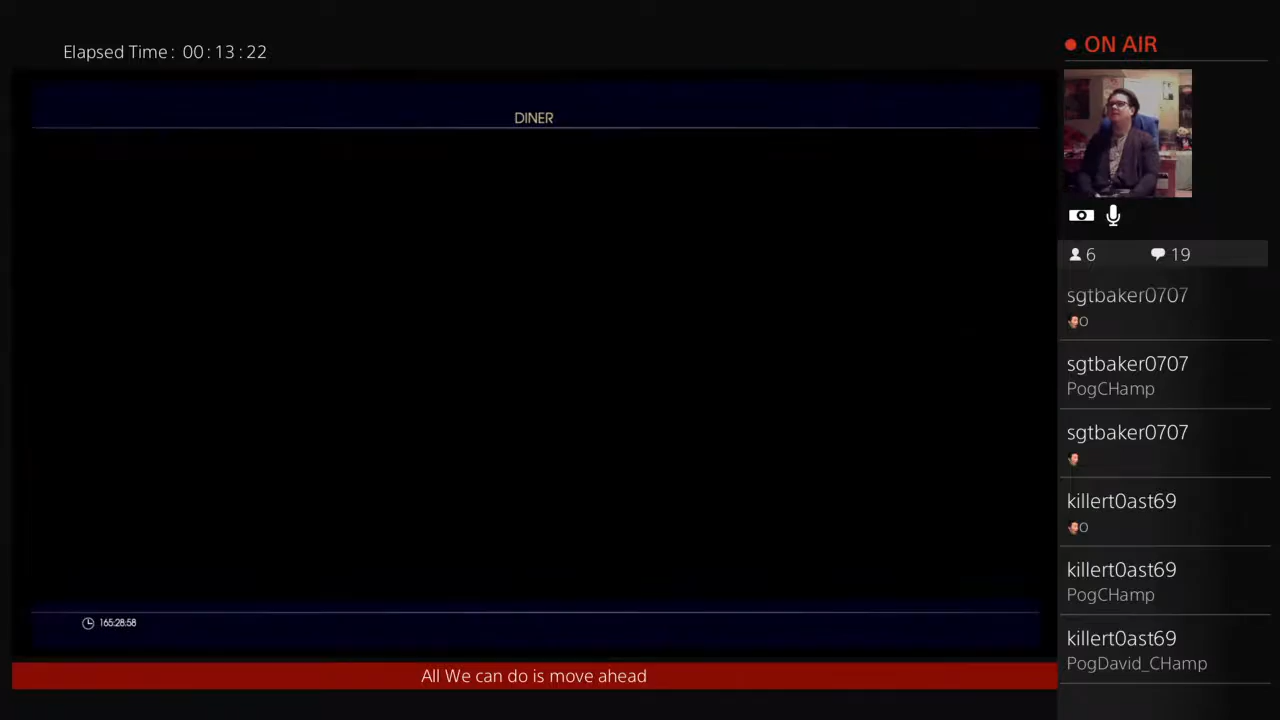 Elapsed Time: 00:13:22
ON AIR
DINER
6
19
sgtbaker0707
O
sgtbaker0707
PogCHamp
sgtbaker0707
killert0ast69
O
killert0ast69
PogCHamp
killert0ast69
PogDavid_CHamp
165:28:58
All We can do is move ahead